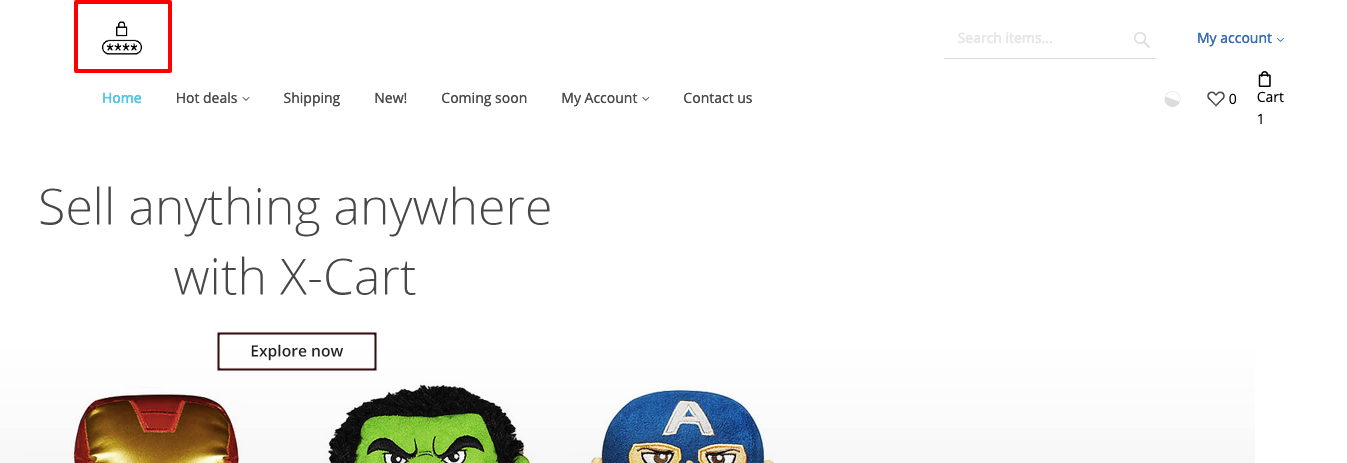 ****
Search items...
My account
Home Hot deals Shipping New! Coming soon My Account Contact us
0
Cart
1
Sell anything anywhere
with X-Cart
Explore now
A